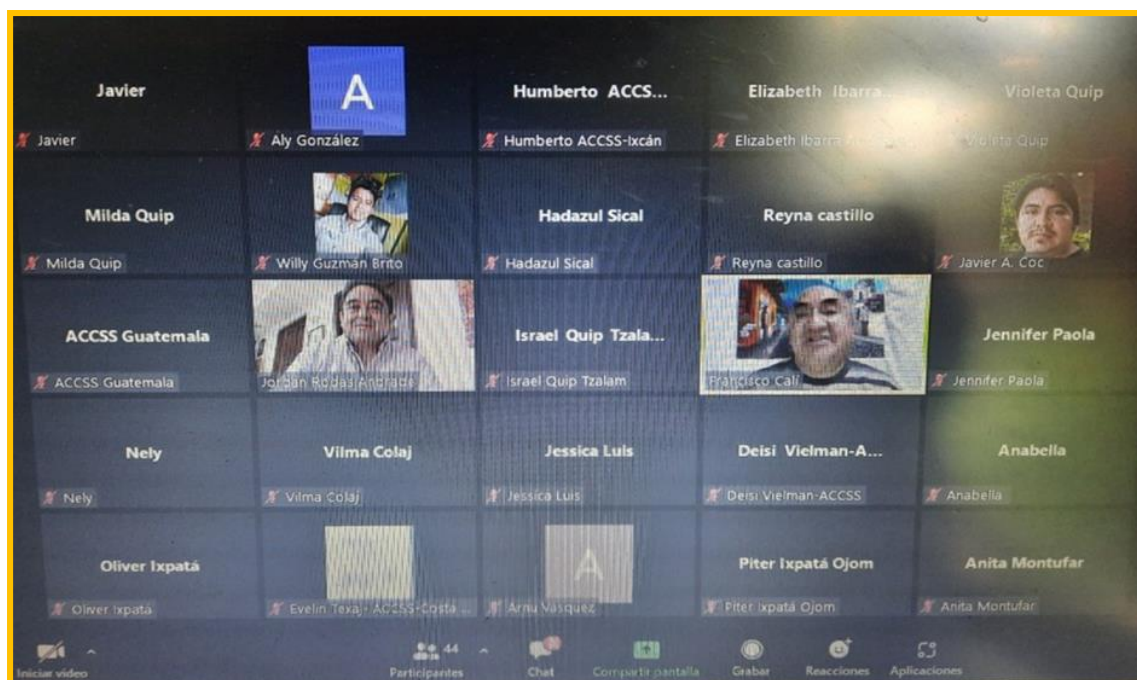 Javier
Javier
A
Aly González
Humberto ACCS...
Humberto ACCSS-Ixcán
Elizabeth Ibarra
Elizabeth Ibarra
Violeta Quip
Violeta Quip
Milda Quip
Milda Quip
Willy Guzmán Brito
Hadazul Sical
Hadazul Sical
Reyna castillo
Reyna castillo
Javier A. Coc
ACCSS Guatemala
ACCSS Guatemala
Jordán Rodas Andrade
Israel Quip Tzala...
Israel Quip Tzalam
Francisco Calí
Jennifer Paola
Jennifer Paola
Nely
Nely
Vilma Colaj
Vilma Colaj
Jessica Luis
Jessica Luis
Deisi Vielman-A...
Deisi Vielman-ACCSS
Anabella
Anabella
Oliver Ixpatá
Oliver Ixpatá
Evelin Texaj - ACCSS-Costa ...
A
Arnu Vasquez
Piter Ixpatá Ojom
Piter Ixpatá Ojom
Anita Montufar
Anita Montufar
Iniciar video
44
Participantes
Chat
Compartir pantalla
Grabar
Reacciones
Aplicaciones